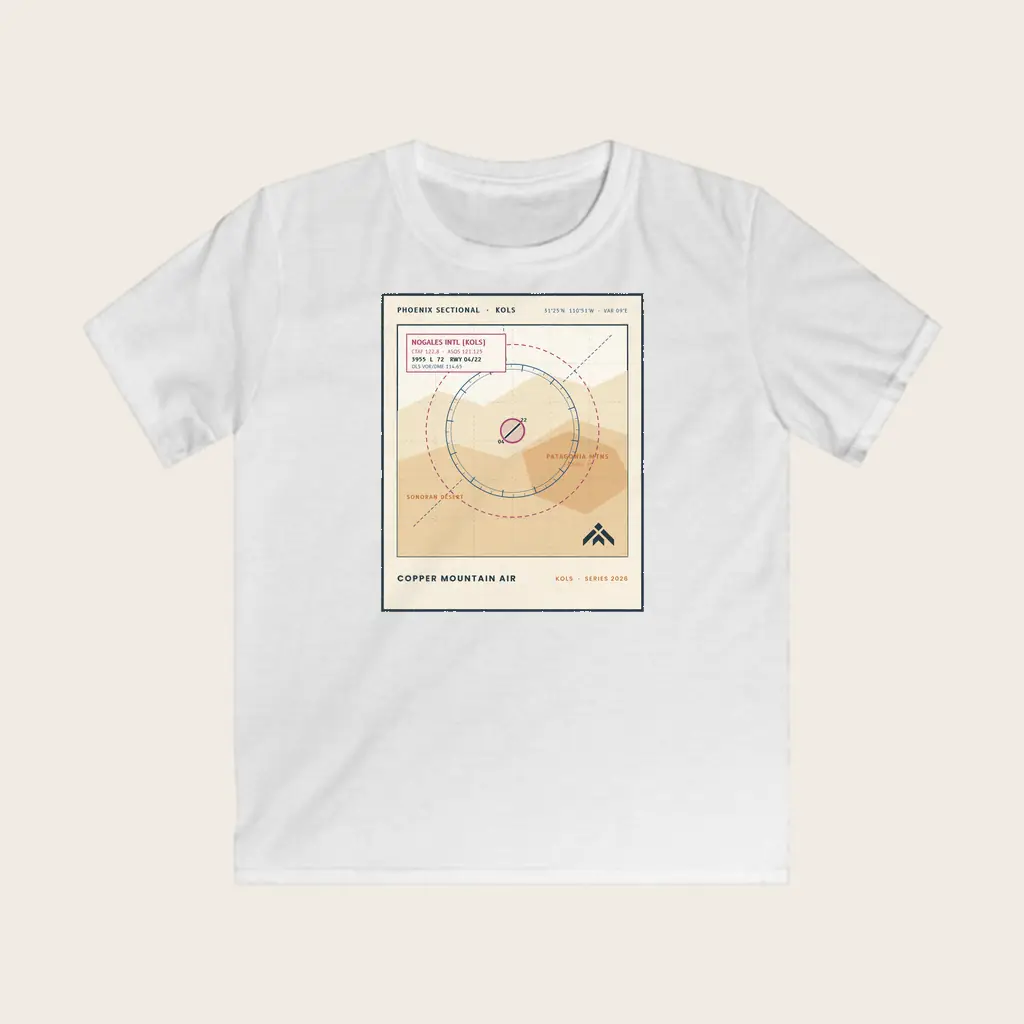 PHOENIX SECTIONAL · KOLS
31°25'N 110°51'W · VAR 09°E
NOGALES INTL (KOLS)
CTAF 122.8 · ASOS 121.125
3955 L 72 RWY 04/22
OLS VOR/DME 114.65
22
04
PATAGONIA MTNS
SONORAN DESERT
COPPER MOUNTAIN AIR
KOLS · SERIES 2026